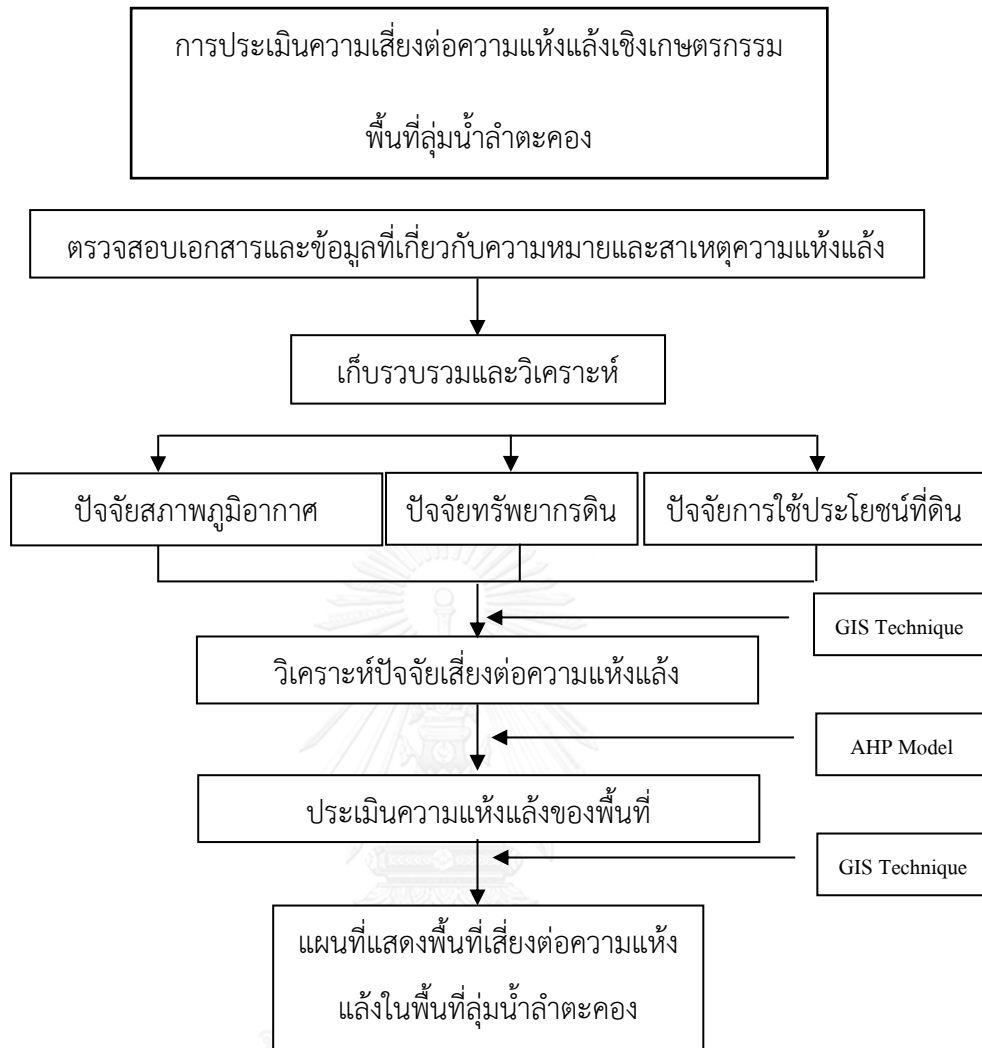 การประเมินความเสี่ยงต่อความแห้งแล้งเชิงเกษตรกรรม
พื้นที่ลุ่มน้ำลำตะคอง
ตรวจสอบเอกสารและข้อมูลที่เกี่ยวกับความหมายและสาเหตุความแห้งแล้ง
เก็บรวบรวมและวิเคราะห์
ปัจจัยสภาพภูมิอากาศ
ปัจจัยทรัพยากรดิน
ปัจจัยการใช้ประโยชน์ที่ดิน
GIS Technique
วิเคราะห์ปัจจัยเสี่ยงต่อความแห้งแล้ง
AHP Model
ประเมินความแห้งแล้งของพื้นที่
GIS Technique
แผนที่แสดงพื้นที่เสี่ยงต่อความแห้ง
แล้งในพื้นที่ลุ่มน้ำลำตะคอง